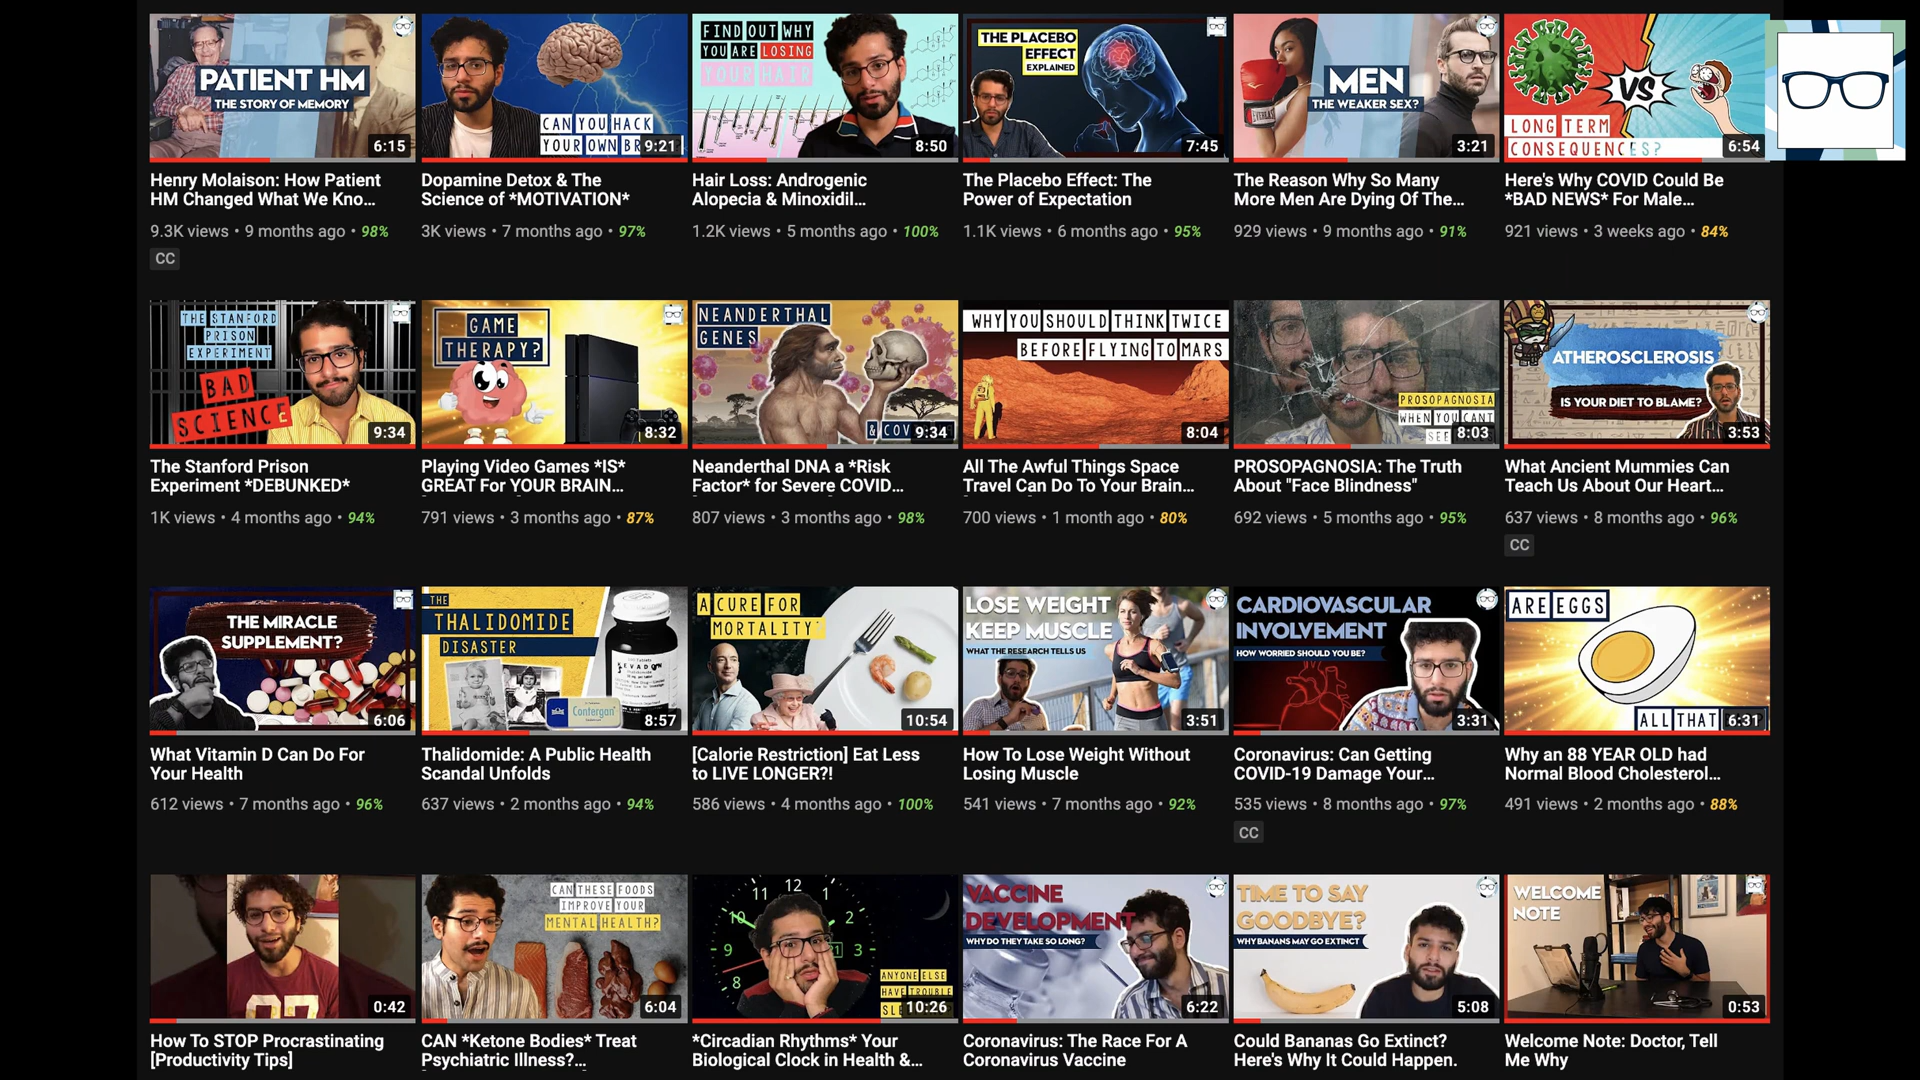 PATIENT HM
THE STORY OF MEMORY
6:15
Henry Molaison: How Patient
HM Changed What We Kno...
9.3K views • 9 months ago • 98%
CC
CAN YOU HACK
YOUR OWN BR
9:21
Dopamine Detox & The
Science of *MOTIVATION*
3K views • 7 months ago • 97%
FIND OUT WHY
YOU ARE LOSING
YOUR HAIR
8:50
Hair Loss: Androgenic
Alopecia & Minoxidil...
1.2K views • 5 months ago • 100%
THE PLACEBO
EFFECT
EXPLAINED
7:45
The Placebo Effect: The
Power of Expectation
1.1K views • 6 months ago • 95%
EVERLAST
MEN
THE WEAKER SEX?
3:21
The Reason Why So Many
More Men Are Dying Of The...
929 views • 9 months ago • 91%
VS
LONG TERM
CONSEQUENCES?
6:54
Here's Why COVID Could Be
*BAD NEWS* For Male...
921 views • 3 weeks ago • 84%
THE STANFORD
PRISON
EXPERIMENT
BAD
SCIENCE
9:34
The Stanford Prison
Experiment *DEBUNKED*
1K views • 4 months ago • 94%
GAME
THERAPY?
8:32
Playing Video Games *IS*
GREAT For YOUR BRAIN...
791 views • 3 months ago • 87%
NEANDERTHAL
GENES
& COV
9:34
Neanderthal DNA a *Risk
Factor* for Severe COVID...
807 views • 3 months ago • 98%
WHY YOU SHOULD THINK TWICE
BEFORE FLYING TO MARS
8:04
All The Awful Things Space
Travel Can Do To Your Brain...
700 views • 1 month ago • 80%
PROSOPAGNOSIA
WHEN YOU CANT
SEE
8:03
PROSOPAGNOSIA: The Truth
About "Face Blindness"
692 views • 5 months ago • 95%
ATHEROSCLEROSIS
IS YOUR DIET TO BLAME?
3:53
What Ancient Mummies Can
Teach Us About Our Heart...
637 views • 8 months ago • 96%
CC
THE MIRACLE
SUPPLEMENT?
6:06
What Vitamin D Can Do For
Your Health
612 views • 7 months ago • 96%
THE
THALIDOMIDE
DISASTER
KEVADON
Contergan
8:57
Thalidomide: A Public Health
Scandal Unfolds
637 views • 2 months ago • 94%
A CURE FOR
MORTALITY*
10:54
[Calorie Restriction] Eat Less
to LIVE LONGER?!
586 views • 4 months ago • 100%
LOSE WEIGHT
KEEP MUSCLE
WHAT THE RESEARCH TELLS US
3:51
How To Lose Weight Without
Losing Muscle
541 views • 7 months ago • 92%
CARDIOVASCULAR
INVOLVEMENT
HOW WORRIED SHOULD YOU BE?
3:31
Coronavirus: Can Getting
COVID-19 Damage Your...
535 views • 8 months ago • 97%
CC
ARE EGGS
ALL THAT
6:31
Why an 88 YEAR OLD had
Normal Blood Cholesterol...
491 views • 2 months ago • 88%
0:42
How To STOP Procrastinating
[Productivity Tips]
CAN THESE FOODS
IMPROVE YOUR
MENTAL HEALTH?
6:04
CAN *Ketone Bodies* Treat
Psychiatric Illness?...
11 12 1
10 2
9 3
8
ANYONE ELSE
HAVE TROUBLE
SLE
10:26
*Circadian Rhythms* Your
Biological Clock in Health &...
VACCINE
DEVELOPMENT
WHY DO THEY TAKE SO LONG?
6:22
Coronavirus: The Race For A
Coronavirus Vaccine
TIME TO SAY
GOODBYE?
WHY BANANS MAY GO EXTINCT
5:08
Could Bananas Go Extinct?
Here's Why It Could Happen.
WELCOME
NOTE
0:53
Welcome Note: Doctor, Tell
Me Why